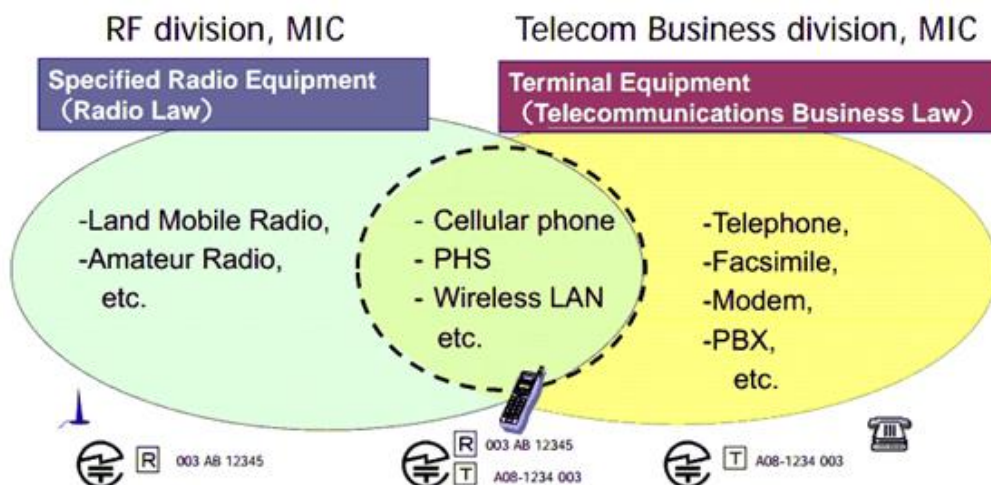 RF division, MIC
Telecom Business division, MIC
Specified Radio Equipment
（Radio Law）
Terminal Equipment
（Telecommunications Business Law）
-Land Mobile Radio,
-Amateur Radio,
etc.
- Cellular phone
- PHS
- Wireless LAN
etc.
-Telephone,
-Facsimile,
-Modem,
-PBX,
etc.
R 003 AB 12345
R 003 AB 12345
T A08-1234 003
T A08-1234 003